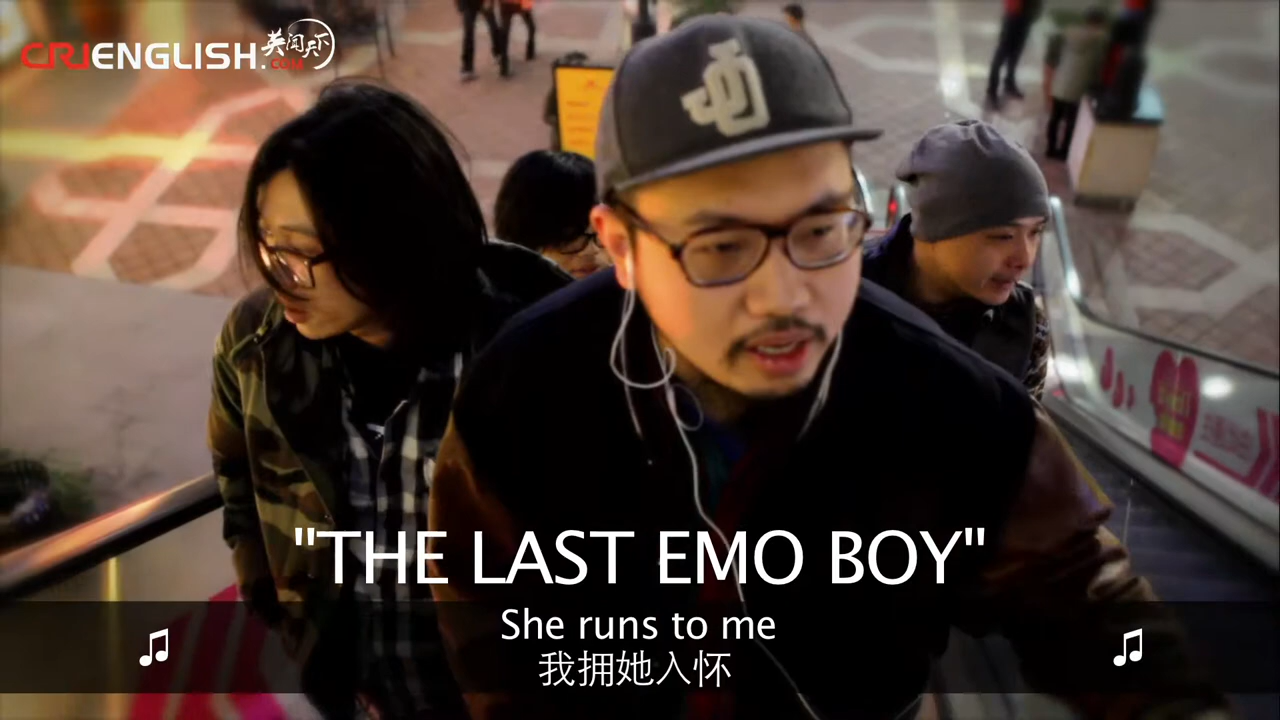 CRIENGLISH.COM 英闻天下
"THE LAST EMO BOY"
She runs to me
我拥她入怀